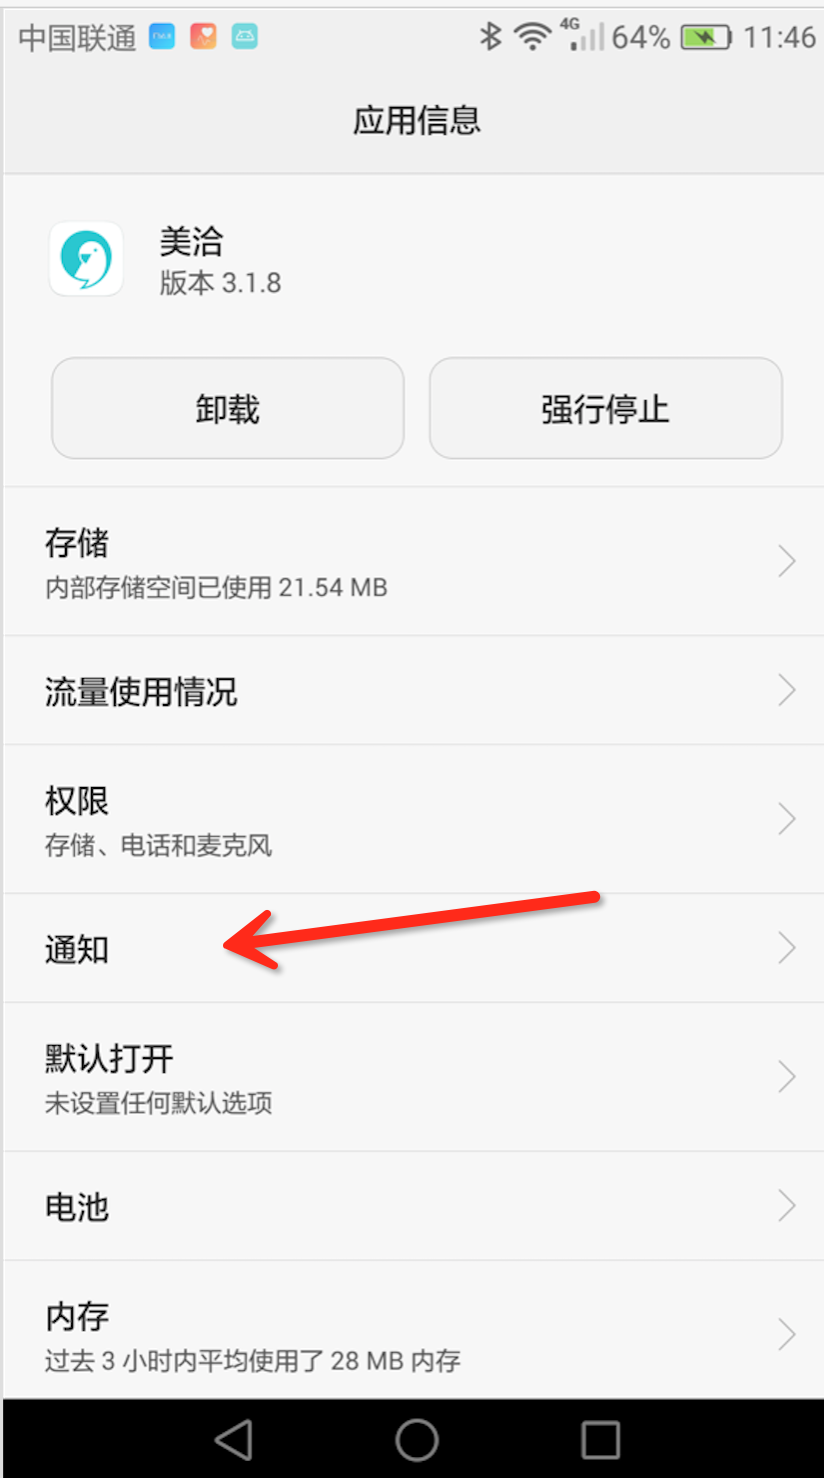 中国联通 4G 64% 11:46
应用信息
美洽
版本 3.1.8
卸载 强行停止
存储
内部存储空间已使用 21.54 MB
流量使用情况
权限
存储、电话和麦克风
通知
默认打开
未设置任何默认选项
电池
内存
过去 3 小时内平均使用了 28 MB 内存